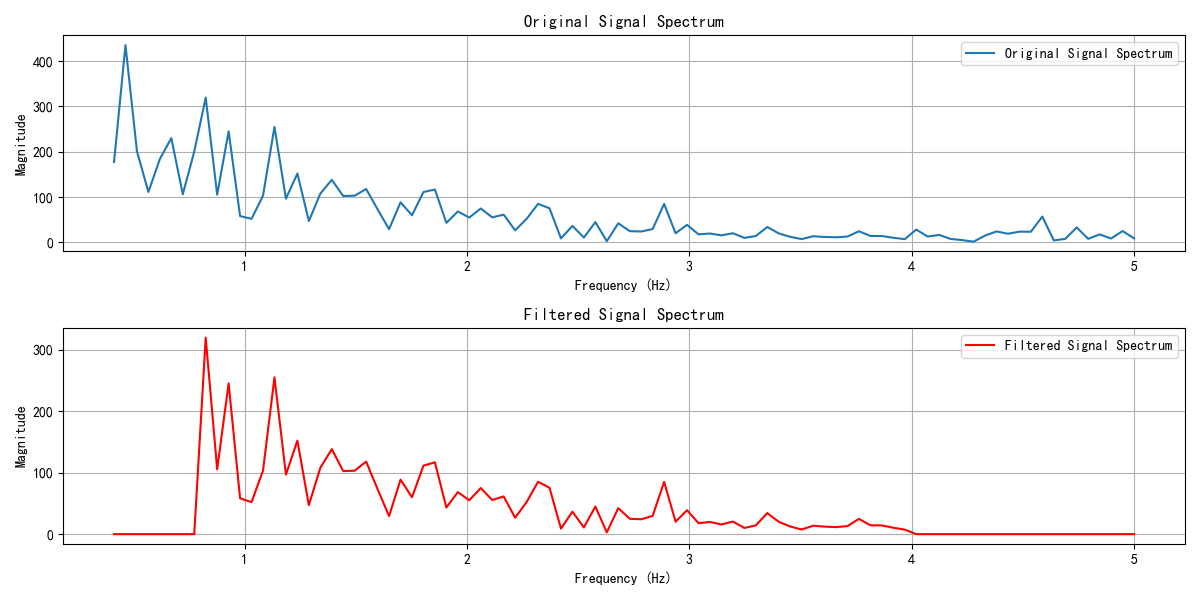 Original Signal Spectrum
Original Signal Spectrum
Magnitude
400
300
200
100
0
1 2 3 4 5
Frequency (Hz)
Filtered Signal Spectrum
Filtered Signal Spectrum
Magnitude
300
200
100
0
1 2 3 4 5
Frequency (Hz)